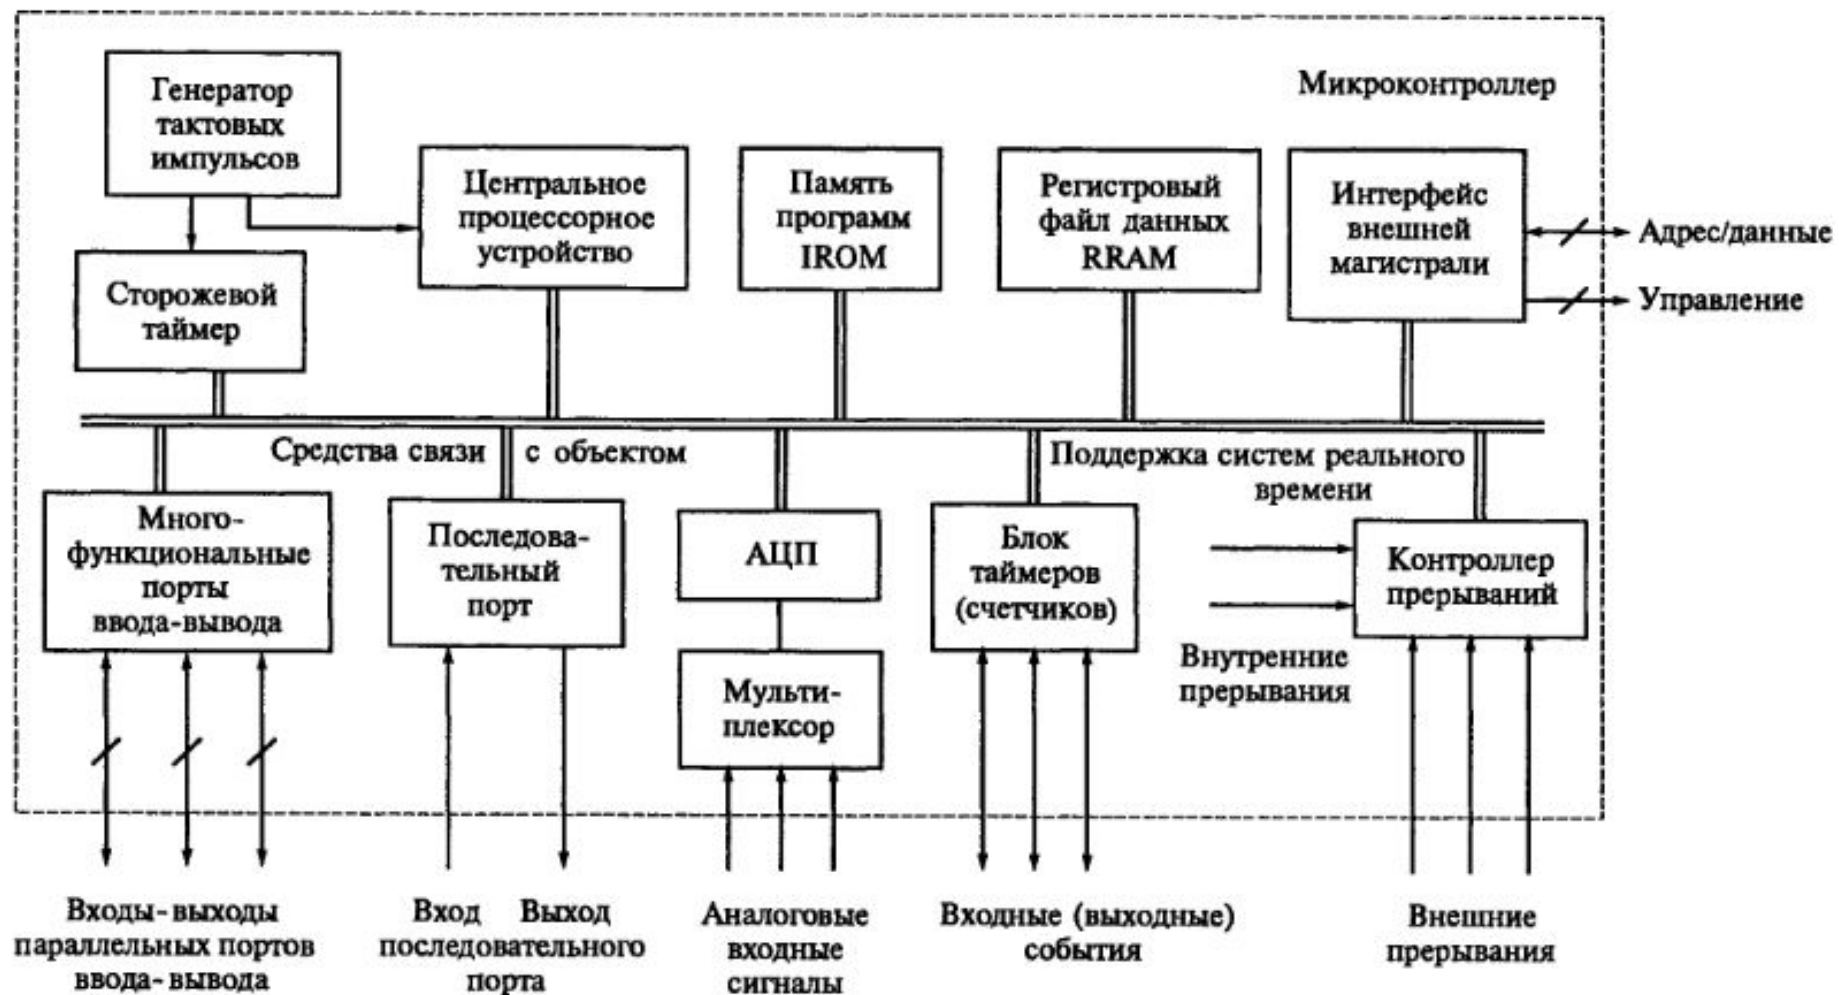 Генератор
тактовых
импульсов
Микроконтроллер
Центральное
процессорное
устройство
Память
программ
IROM
Регистровый
файл данных
RRAM
Интерфейс
внешней
магистрали
Адрес/данные
Управление
Сторожевой
таймер
Средства связи с объектом
Поддержка систем реального
времени
Много-
функциональные
порты
ввода-вывода
Последова-
тельный
порт
АЦП
Мульти-
плексор
Блок
таймеров
(счетчиков)
Контроллер
прерываний
Внутренние
прерывания
Входы-выходы
параллельных портов
ввода-вывода
Вход Выход
последовательного
порта
Аналоговые
входные
сигналы
Входные (выходные)
события
Внешние
прерывания